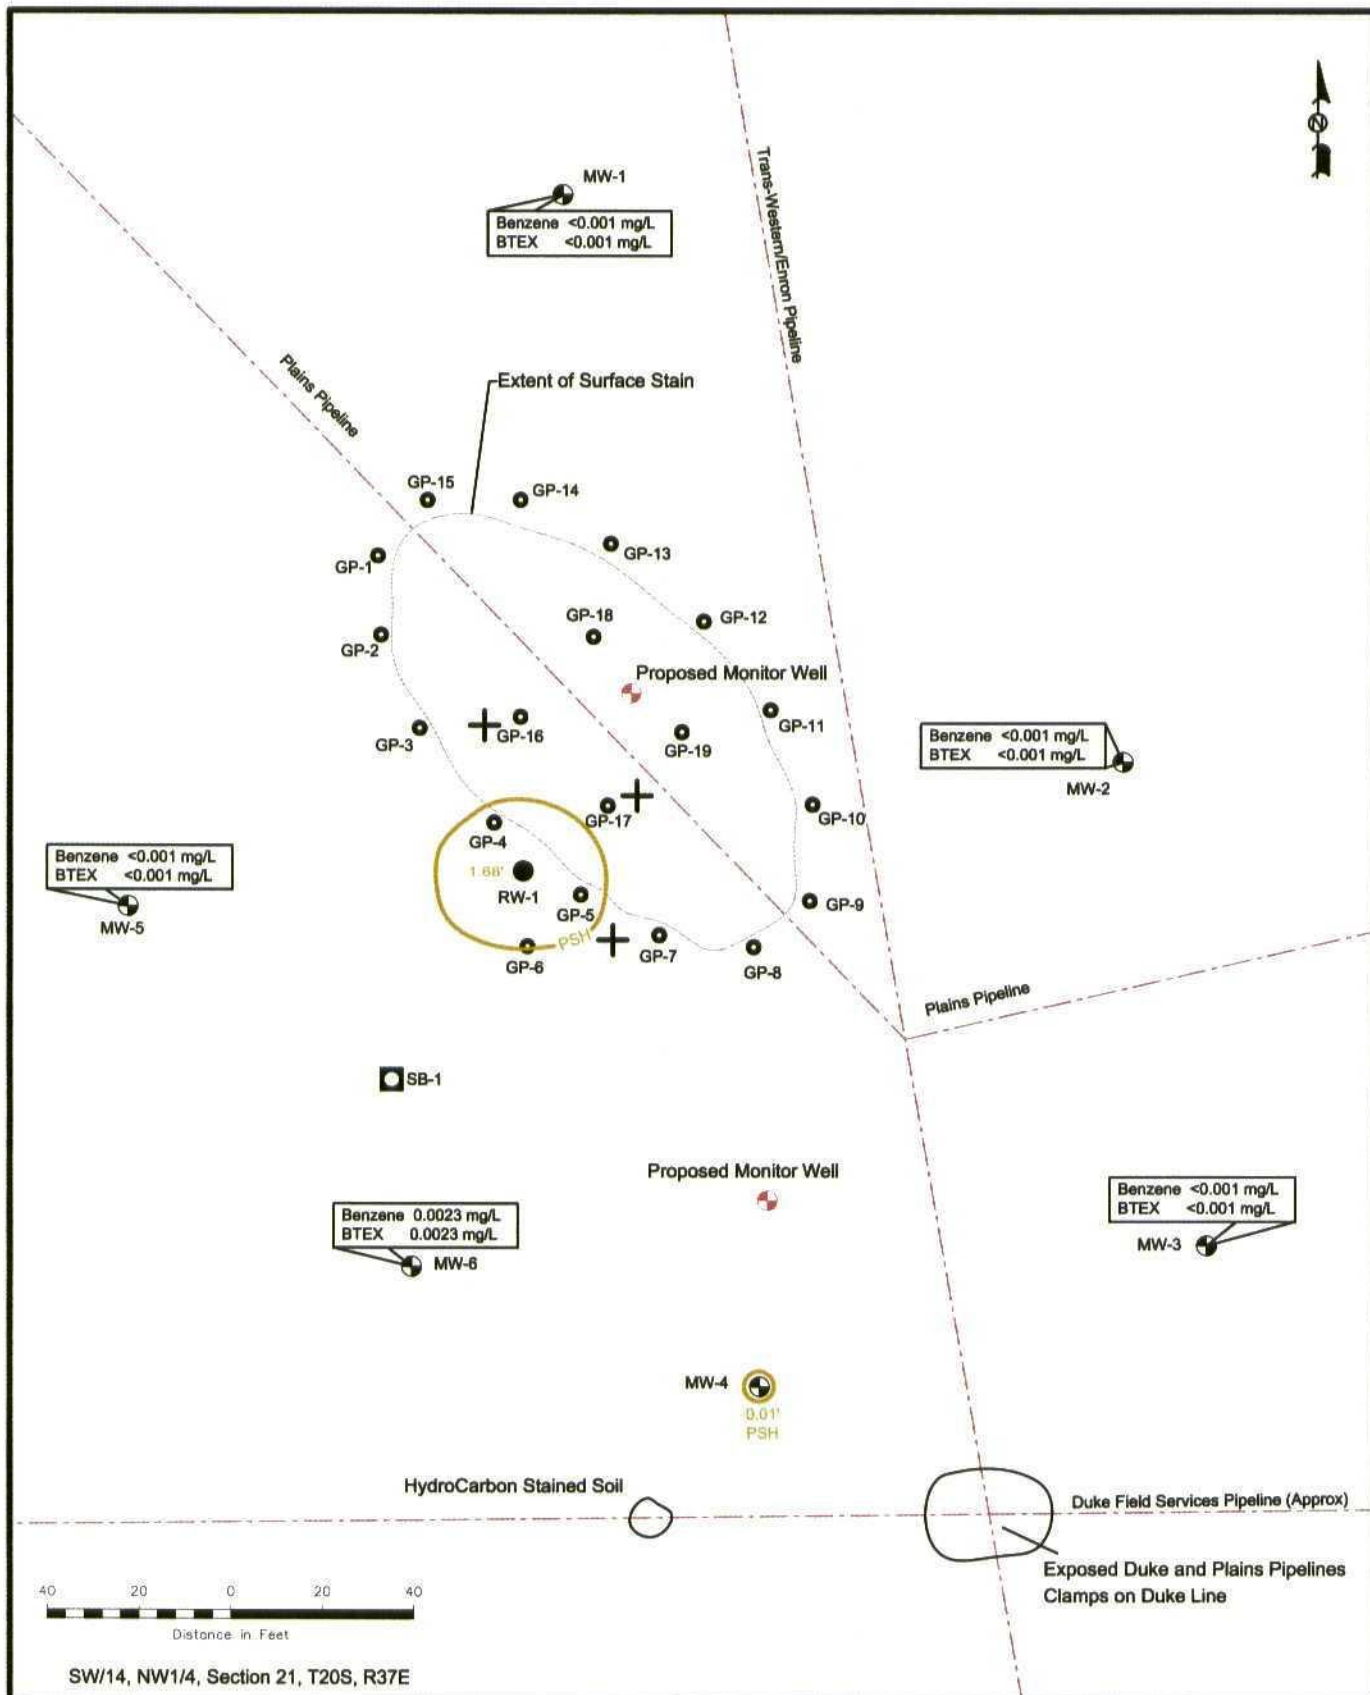 N
MW-1
Benzene <0.001 mg/L
BTEX <0.001 mg/L
Trans-Western/Enron Pipeline
Plains Pipeline
Extent of Surface Stain
GP-15
GP-14
GP-13
GP-1
GP-18
GP-12
GP-2
Proposed Monitor Well
GP-11
GP-16
GP-3
GP-19
Benzene <0.001 mg/L
BTEX <0.001 mg/L
MW-2
GP-17
GP-10
GP-4
Benzene <0.001 mg/L
BTEX <0.001 mg/L
MW-5
1.68'
RW-1
GP-5
GP-9
PSH
GP-6
GP-7
GP-8
Plains Pipeline
SB-1
Proposed Monitor Well
Benzene <0.001 mg/L
BTEX <0.001 mg/L
MW-3
Benzene 0.0023 mg/L
BTEX 0.0023 mg/L
MW-6
MW-4
0.01'
PSH
HydroCarbon Stained Soil
Duke Field Services Pipeline (Approx)
Exposed Duke and Plains Pipelines
Clamps on Duke Line
40 20 0 20 40
Distance in Feet
SW/14, NW1/4, Section 21, T20S, R37E